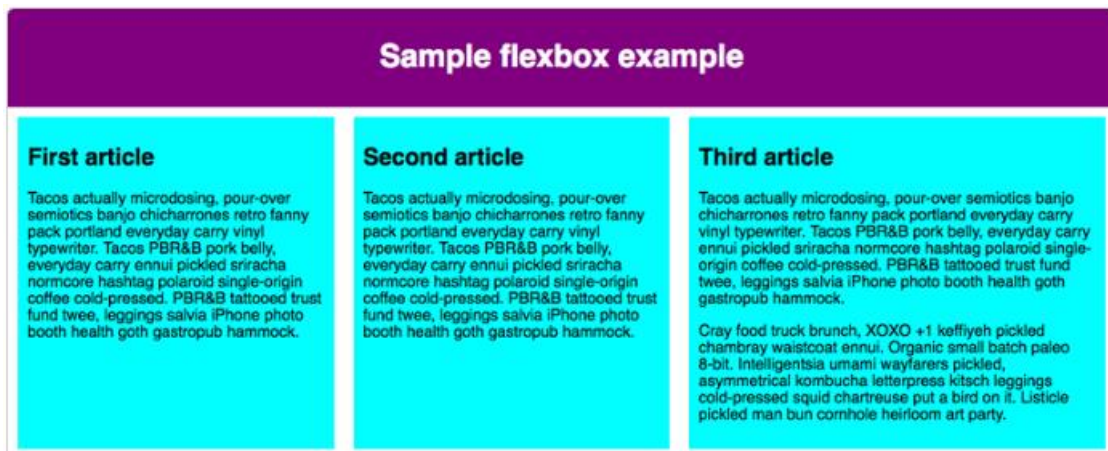 Sample flexbox example
First article
Tacos actually microdosing, pour-over
semiotics banjo chicharrones retro fanny
pack portland everyday carry vinyl
typewriter. Tacos PBR&B pork belly,
everyday carry ennui pickled sriracha
normcore hashtag polaroid single-origin
coffee cold-pressed. PBR&B tattooed trust
fund twee, leggings salvia iPhone photo
booth health goth gastropub hammock.
Second article
Tacos actually microdosing, pour-over
semiotics banjo chicharrones retro fanny
pack portland everyday carry vinyl
typewriter. Tacos PBR&B pork belly,
everyday carry ennui pickled sriracha
normcore hashtag polaroid single-origin
coffee cold-pressed. PBR&B tattooed trust
fund twee, leggings salvia iPhone photo
booth health goth gastropub hammock.
Third article
Tacos actually microdosing, pour-over semiotics banjo
chicharrones retro fanny pack portland everyday carry
vinyl typewriter. Tacos PBR&B pork belly, everyday carry
ennui pickled sriracha normcore hashtag polaroid single-
origin coffee cold-pressed. PBR&B tattooed trust fund
twee, leggings salvia iPhone photo booth health goth
gastropub hammock.
Cray food truck brunch, XOXO +1 keffiyeh pickled
chambray waistcoat ennui. Organic small batch paleo
8-bit. Intelligentsia umami wayfarers pickled,
asymmetrical kombucha letterpress kitsch leggings
cold-pressed squid chartreuse put a bird on it. Listicle
pickled man bun cornhole heirloom art party.